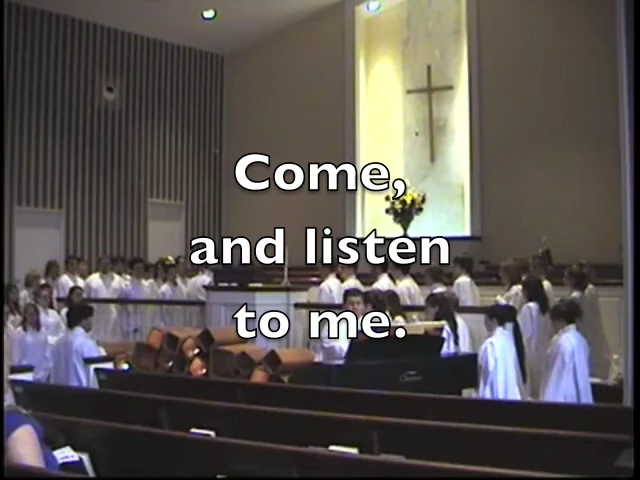 Come,
and listen
to me.